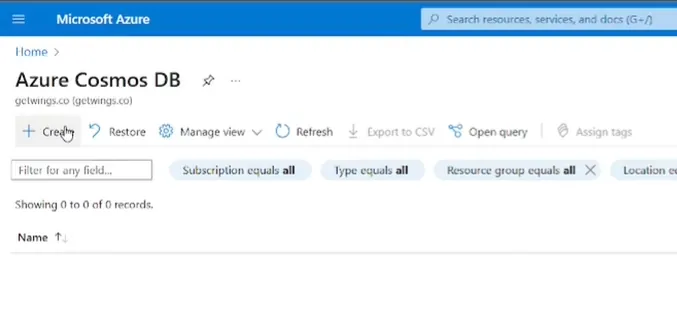 Microsoft Azure
Search resources, services, and docs (G+/)
Home >
Azure Cosmos DB
getwings.co (getwings.co)
+ Create Restore Manage view Refresh Export to CSV Open query Assign tags
Filter for any field... Subscription equals all Type equals all Resource group equals all Location
Showing 0 to 0 of 0 records.
Name ↑↓